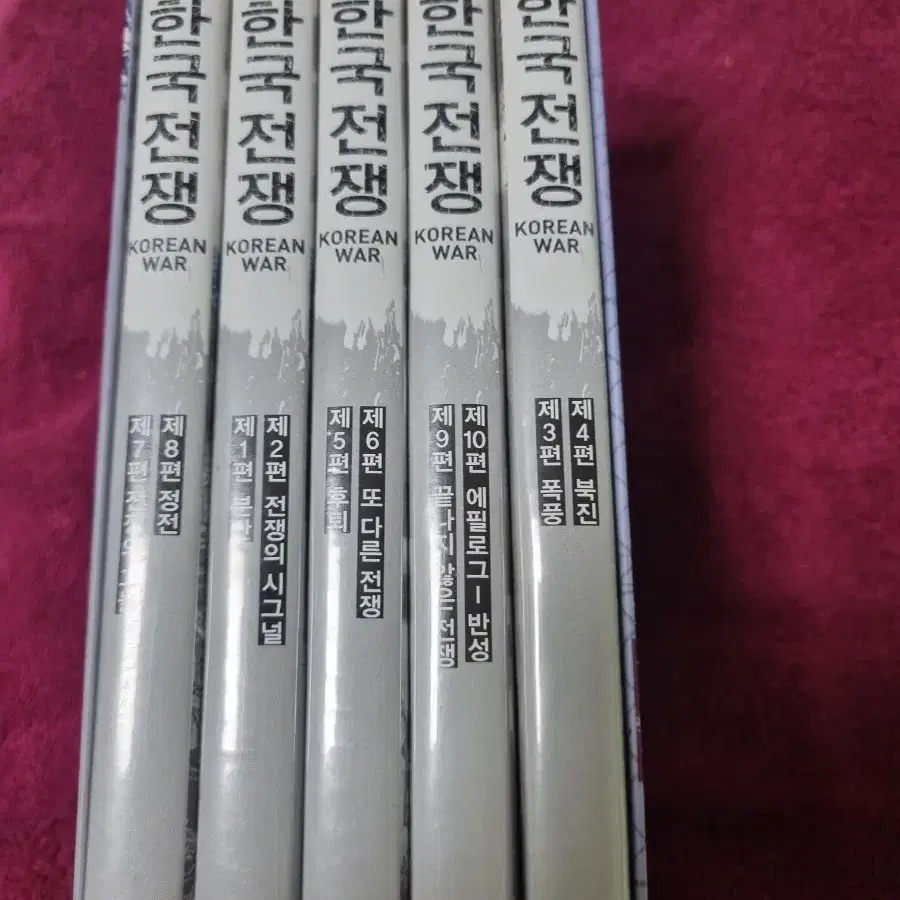 한국전쟁
KOREAN
WAR
제8편 정전
제7편
한국전쟁
KOREAN
WAR
제2편 전쟁의 시그널
제1편 분단
한국전쟁
KOREAN
WAR
제6편 또 다른 전쟁
제5편 후퇴
한국전쟁
KOREAN
WAR
제10편 에필로그 – 반성
제9편 끝나지 않은 전쟁
한국전쟁
KOREAN
WAR
제4편 북진
제3편 폭풍